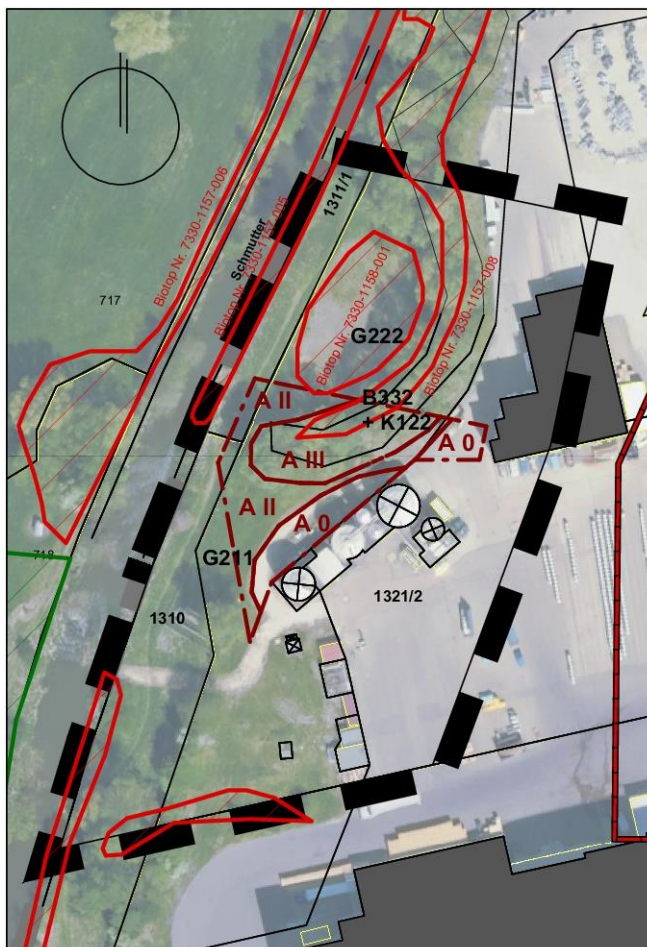 Biotop Nr. 7330-1157-006
1311/1
Schmutter
Biotop Nr. 7330-1157-005
717
Biotop Nr. 7330-1158-001
Biotop Nr. 7330-1157-008
G222
A II
B332
+ K122
A 0
A III
A II
A 0
G211
718
1321/2
1310